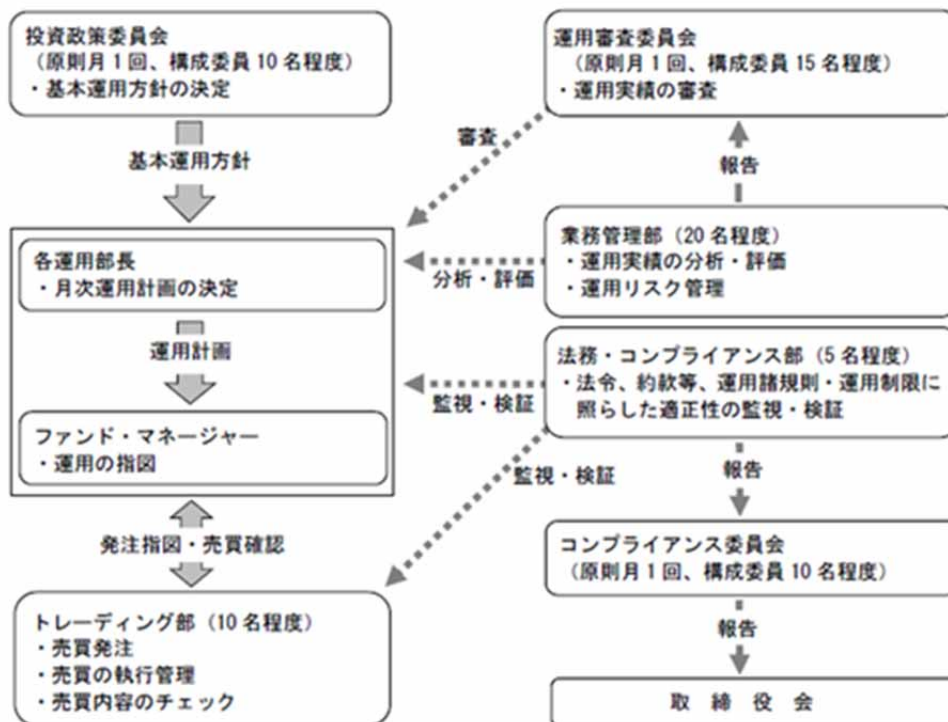 投資政策委員会
（原則月1回、構成委員10名程度）
・基本運用方針の決定
基本運用方針
各運用部長
・月次運用計画の決定
運用計画
ファンド・マネージャー
・運用の指図
発注指図・売買確認
トレーディング部（10名程度）
・売買発注
・売買の執行管理
・売買内容のチェック
運用審査委員会
（原則月1回、構成委員15名程度）
・運用実績の審査
審査
報告
業務管理部（20名程度）
・運用実績の分析・評価
・運用リスク管理
分析・評価
法務・コンプライアンス部（5名程度）
・法令、約款等、運用諸規則・運用制限に
照らした適正性の監視・検証
監視・検証
監視・検証
報告
コンプライアンス委員会
（原則月1回、構成委員10名程度）
報告
取 締 役 会